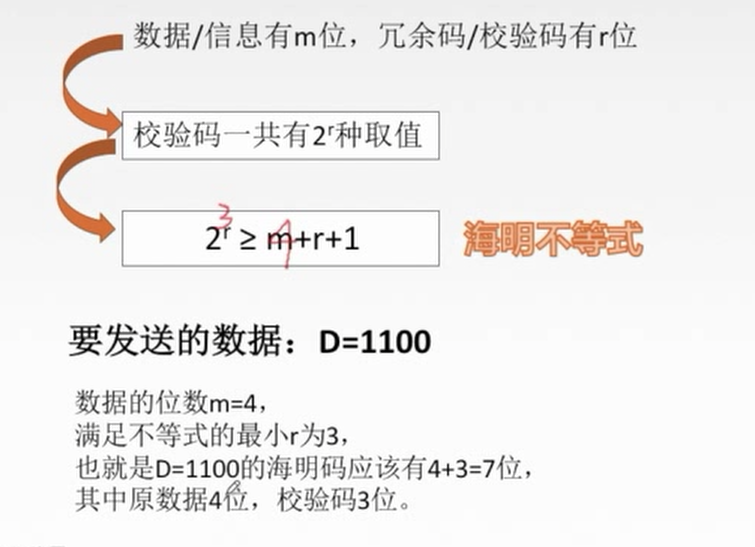 数据/信息有m位，冗余码/校验码有r位
校验码一共有2ʳ种取值
3
4
2ʳ ≥ m+r+1
海明不等式
要发送的数据：D=1100
数据的位数m=4，
满足不等式的最小r为3，
也就是D=1100的海明码应该有4+3=7位，
其中原数据4位，校验码3位。